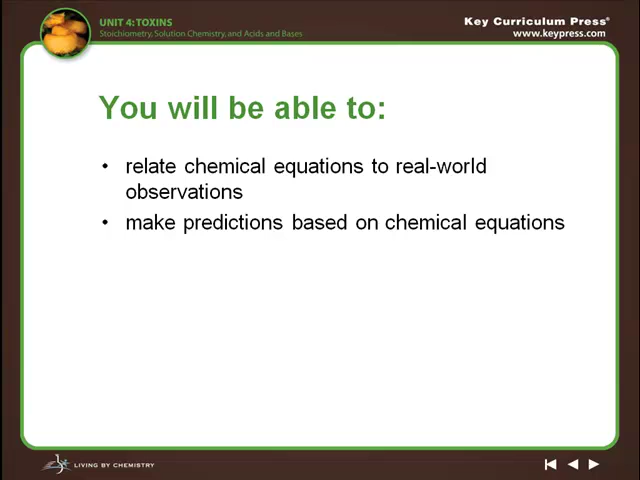 UNIT 4: TOXINS
Stoichiometry, Solution Chemistry, and Acids and Bases
Key Curriculum Press®
www.keypress.com
You will be able to:
• relate chemical equations to real-world
observations
• make predictions based on chemical equations
LIVING BY CHEMISTRY